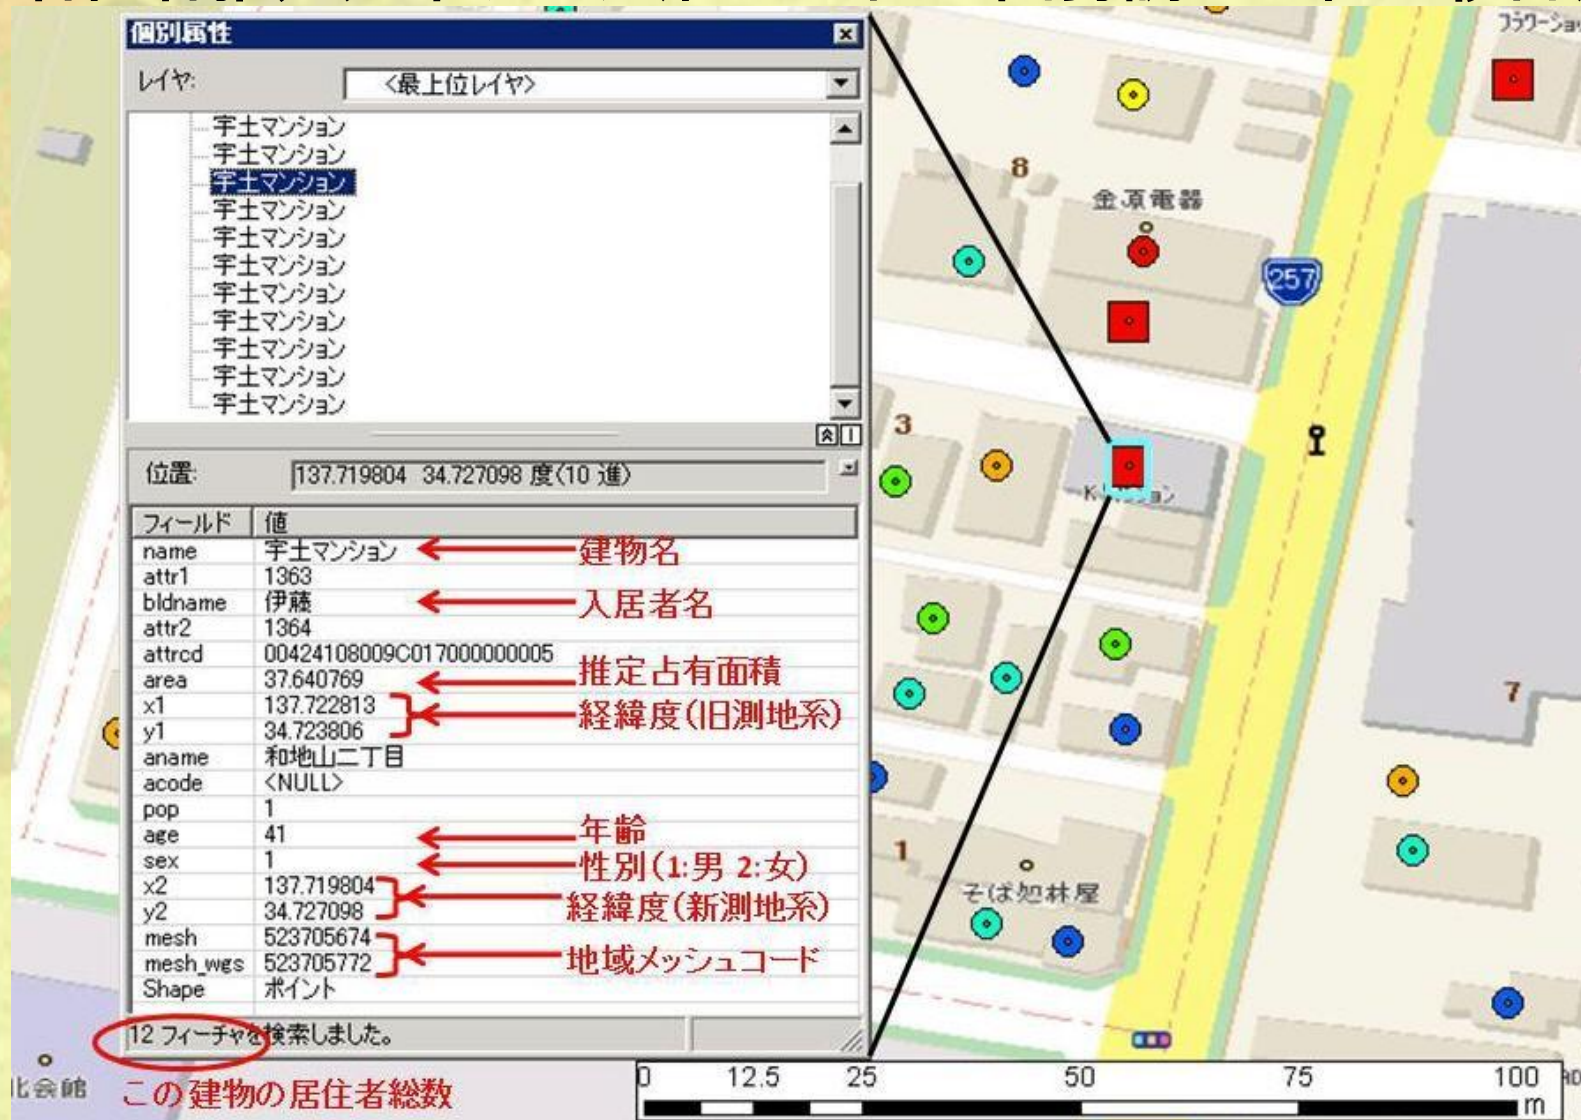 個別属性
レイヤ: <最上位レイヤ>
宇土マンション
宇土マンション
宇土マンション
宇土マンション
宇土マンション
宇土マンション
宇土マンション
宇土マンション
宇土マンション
宇土マンション
宇土マンション
位置: 137.719804 34.727098 度(10 進)
フィールド 値
name 宇土マンション 建物名
attr1 1363
bldname 伊藤 入居者名
attr2 1364
attrcd 00424108009C017000000005
area 37.640769 推定占有面積
x1 137.722813
経緯度(旧測地系)
y1 34.723806
aname 和地山二丁目
acode <NULL>
pop 1
age 41 年齢
sex 1 性別(1:男 2:女)
x2 137.719804
経緯度(新測地系)
y2 34.727098
mesh 523705674
地域メッシュコード
mesh_wgs 523705772
Shape ポイント
12 フィーチャを検索しました。
この建物の居住者総数
北会館
フラワーショ
8
金原電器
257
3
7
1
そば処林屋
0 12.5 25 50 75 100
m